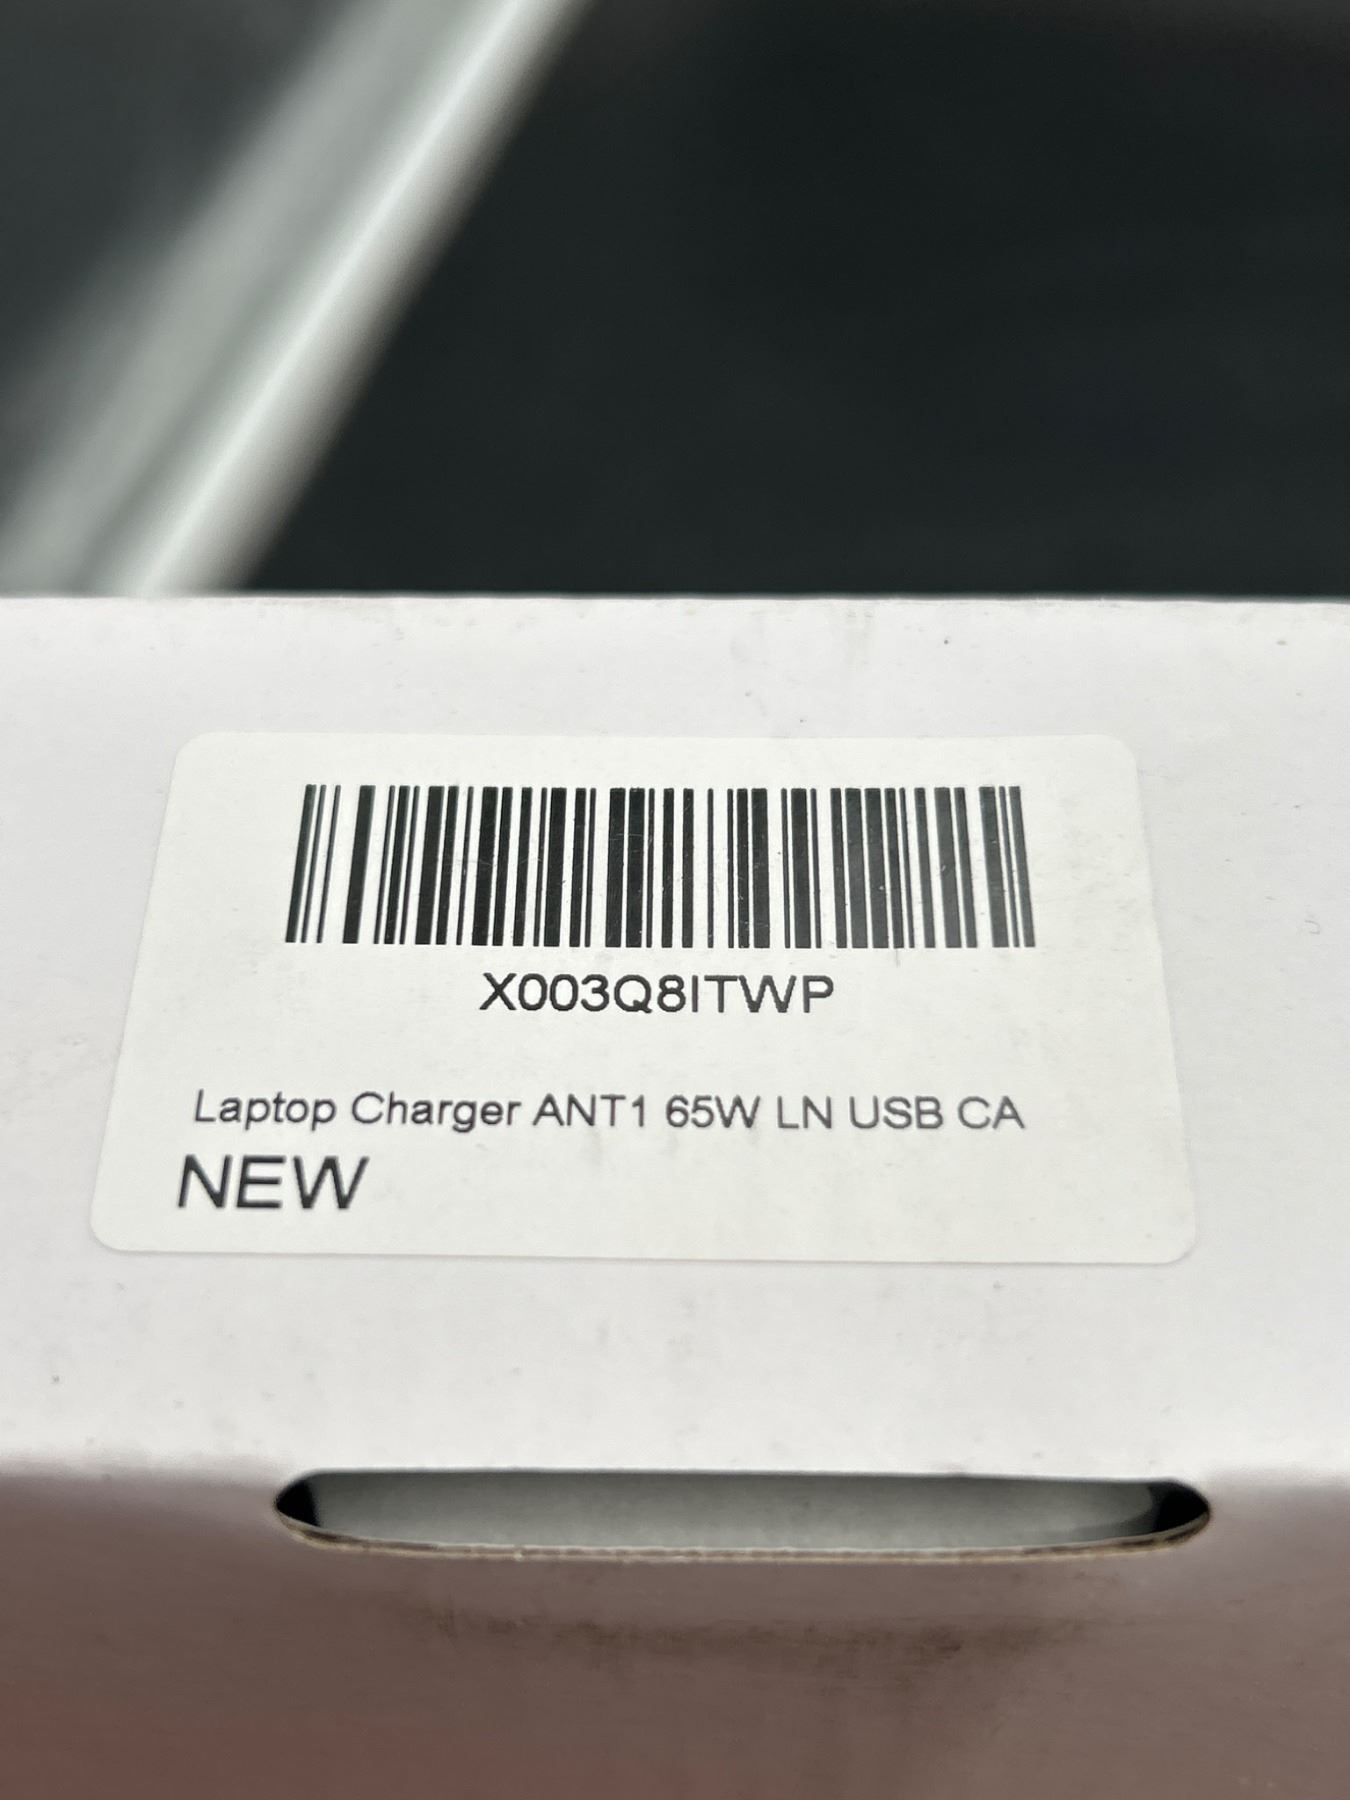 X003Q8ITWP
Laptop Charger ANT1 65W LN USB CA
NEW